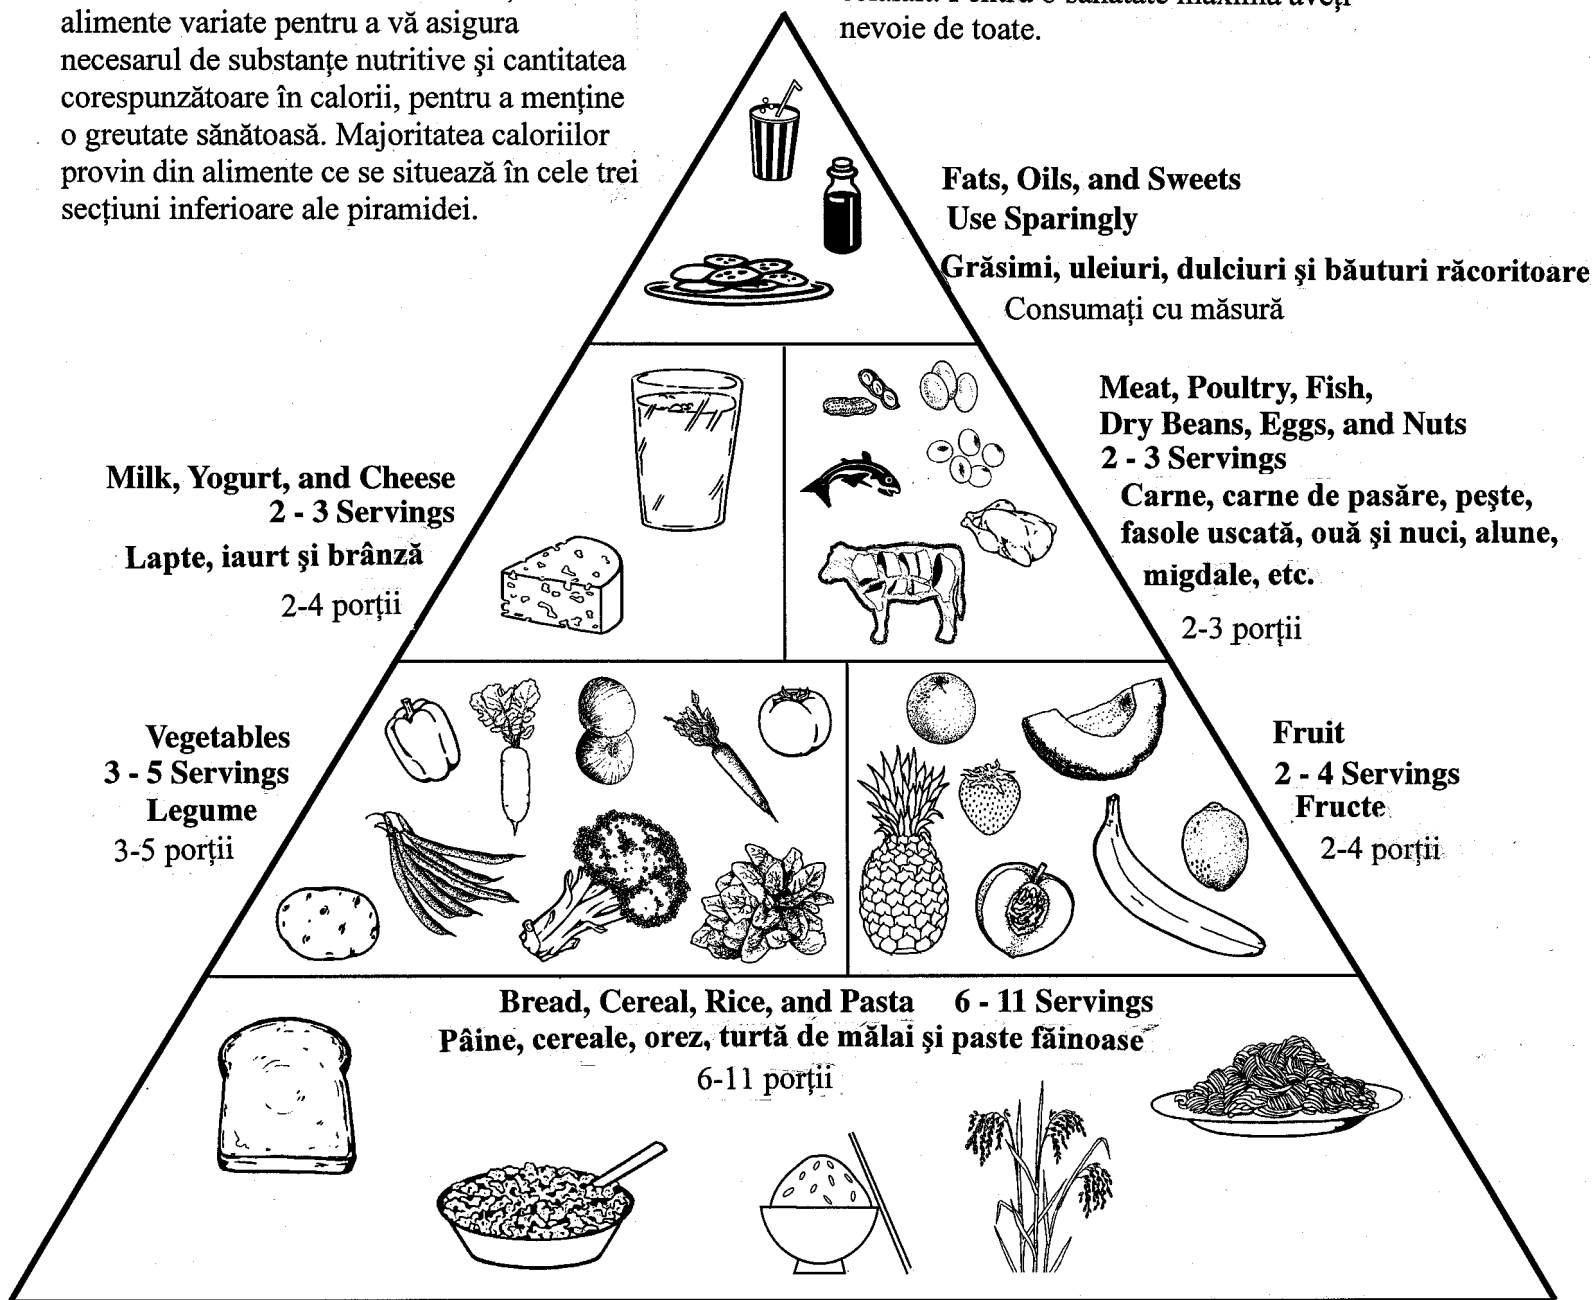 alimente variate pentru a vă asigura
necesarul de substanțe nutritive şi cantitatea
corespunzătoare în calorii, pentru a menține
o greutate sănătoasă. Majoritatea caloriilor
provin din alimente ce se situează în cele trei
secțiuni inferioare ale piramidei.
nevoie de toate.
Fats, Oils, and Sweets
Use Sparingly
Grăsimi, uleiuri, dulciuri şi băuturi răcoritoare
Consumați cu măsură
Milk, Yogurt, and Cheese
2 - 3 Servings
Lapte, iaurt şi brânză
2-4 porții
Meat, Poultry, Fish,
Dry Beans, Eggs, and Nuts
2 - 3 Servings
Carne, carne de pasăre, peşte,
fasole uscată, ouă şi nuci, alune,
migdale, etc.
2-3 porții
Vegetables
3 - 5 Servings
Legume
3-5 porții
Fruit
2 - 4 Servings
Fructe
2-4 porții
Bread, Cereal, Rice, and Pasta 6 - 11 Servings
Pâine, cereale, orez, turtă de mălai şi paste făinoase
6-11 porții